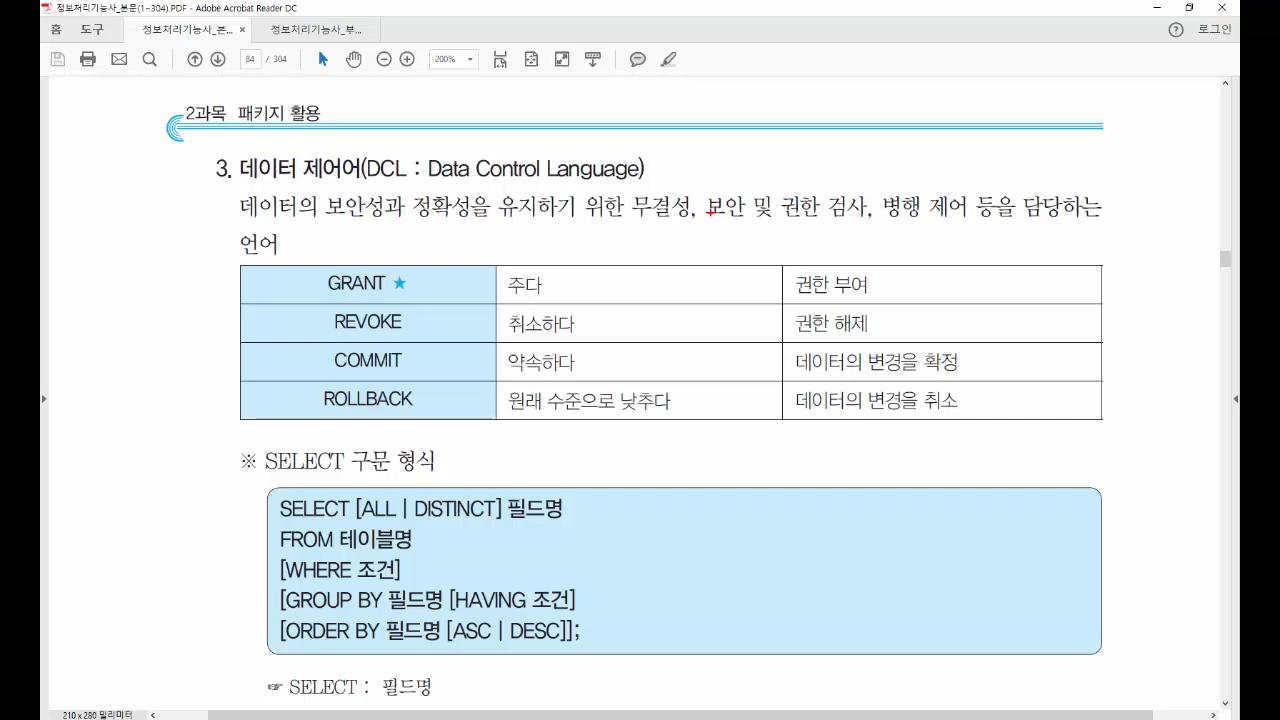 정보처리기능사_본문(1-304).PDF - Adobe Acrobat Reader DC
홈 도구 정보처리기능사_본... × 정보처리기능사_부... 로그인
84 / 304 200%
2과목 패키지 활용
3. 데이터 제어어(DCL : Data Control Language)
데이터의 보안성과 정확성을 유지하기 위한 무결성, 보안 및 권한 검사, 병행 제어 등을 담당하는
언어
GRANT ★ 주다 권한 부여
REVOKE 취소하다 권한 해제
COMMIT 약속하다 데이터의 변경을 확정
ROLLBACK 원래 수준으로 낮추다 데이터의 변경을 취소
※ SELECT 구문 형식
SELECT [ALL | DISTINCT] 필드명
FROM 테이블명
[WHERE 조건]
[GROUP BY 필드명 [HAVING 조건]
[ORDER BY 필드명 [ASC | DESC]];
☞ SELECT : 필드명
210 x 280 밀리미터